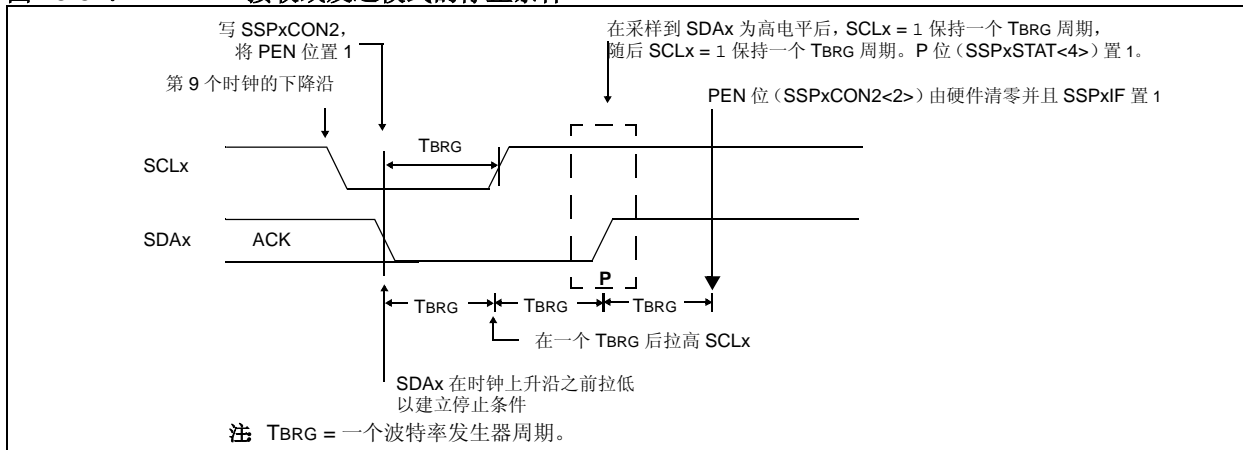 写 SSPxCON2，
将 PEN 位置 1
在采样到 SDAx 为高电平后，SCLx = 1 保持一个 TBRG 周期，
随后 SCLx = 1 保持一个 TBRG 周期。P 位（SSPxSTAT<4>）置 1。
第 9 个时钟的下降沿
PEN 位（SSPxCON2<2>）由硬件清零并且 SSPxIF 置 1
TBRG
SCLx
SDAx
ACK
P
TBRG
TBRG
TBRG
在一个 TBRG 后拉高 SCLx
SDAx 在时钟上升沿之前拉低
以建立停止条件
注: TBRG = 一个波特率发生器周期。